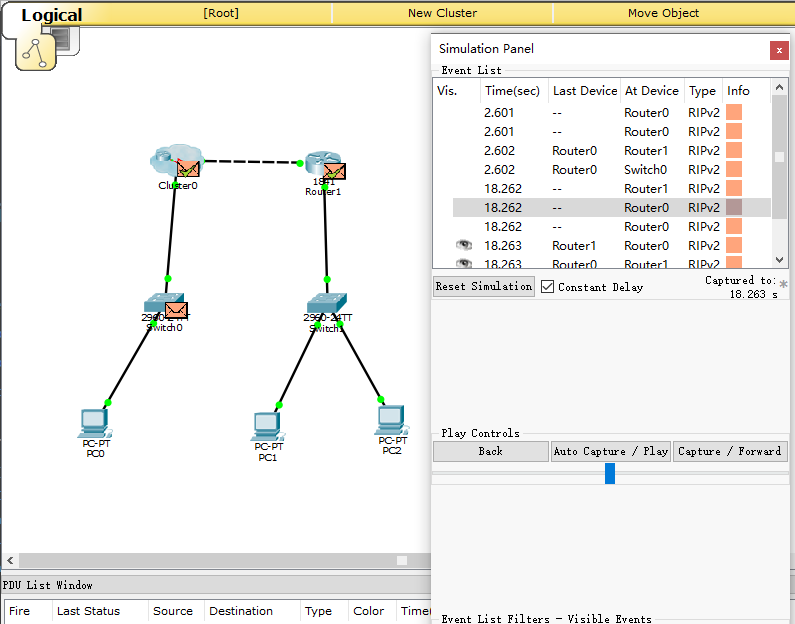 Logical [Root] New Cluster Move Object
Simulation Panel x
Event List
Vis. Time(sec) Last Device At Device Type Info
2.601 -- Router0 RIPv2
2.601 -- Router0 RIPv2
2.602 Router0 Router1 RIPv2
2.602 Router0 Switch0 RIPv2
18.262 -- Router1 RIPv2
18.262 -- Router0 RIPv2
18.262 -- Router0 RIPv2
18.263 Router1 Router0 RIPv2
18.263 Router0 Router1 RIPv2
Reset Simulation Constant Delay Captured to: *
18.263 s
Cluster0
1841
Router1
2960-24TT
Switch0
2960-24TT
Switch1
PC-PT
PC0
PC-PT
PC1
PC-PT
PC2
Play Controls
Back Auto Capture / Play Capture / Forward
PDU List Window
Fire Last Status Source Destination Type Color Time(
Event List Filters - Visible Events